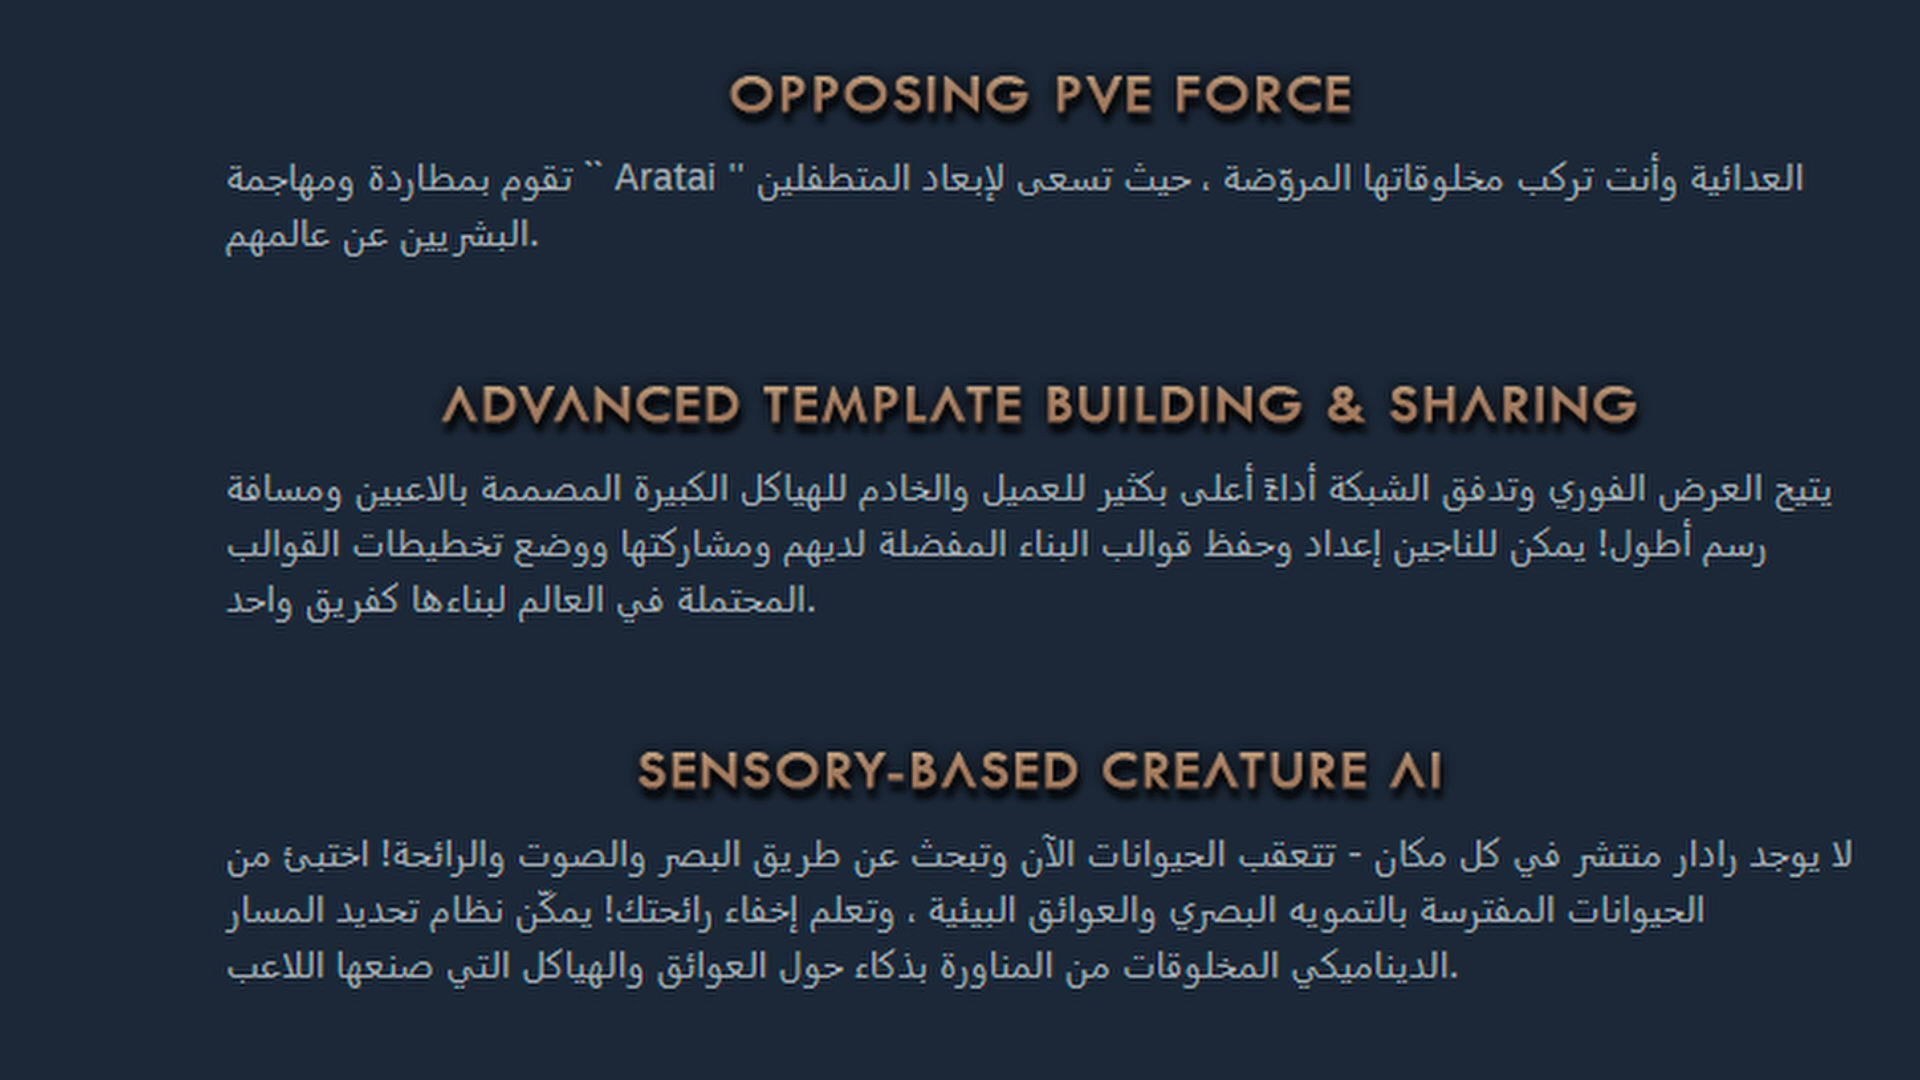 OPPOSING PVE FORCE
تقوم بمطاردة ومهاجمة `` Aratai '' العدائية وأنت تركب مخلوقاتها المروّضة ، حيث تسعى لإبعاد المتطفلين
البشريين عن عالمهم.
ADVANCED TEMPLATE BUILDING & SHARING
يتيح العرض الفوري وتدفق الشبكة أداءً أعلى بكثير للعميل والخادم للهياكل الكبيرة المصممة بالاعبين ومسافة
رسم أطول! يمكن للناجين إعداد وحفظ قوالب البناء المفضلة لديهم ومشاركتها ووضع تخطيطات القوالب
المحتملة في العالم لبناءها كفريق واحد.
SENSORY-BASED CREATURE AI
لا يوجد رادار منتشر في كل مكان - تتعقب الحيوانات الآن وتبحث عن طريق البصر والصوت والرائحة! اختبئ من
الحيوانات المفترسة بالتمويه البصري والعوائق البيئية ، وتعلم إخفاء رائحتك! يمكّن نظام تحديد المسار
الديناميكي المخلوقات من المناورة بذكاء حول العوائق والهياكل التي صنعها اللاعب.